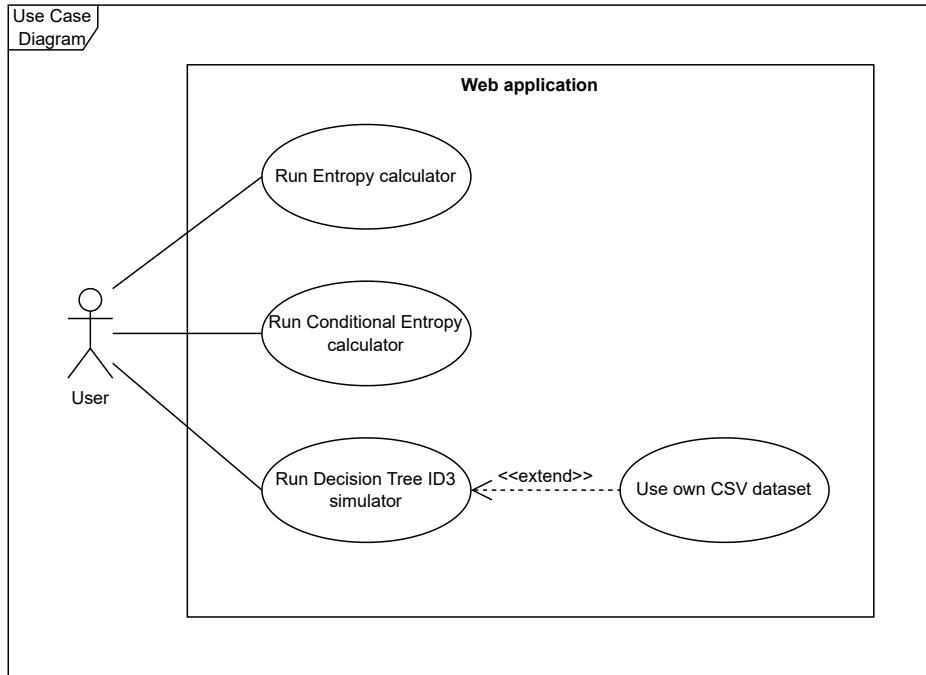 Use Case
Diagram
Web application
Run Entropy calculator
Run Conditional Entropy
calculator
User
Run Decision Tree ID3
simulator
<<extend>>
Use own CSV dataset